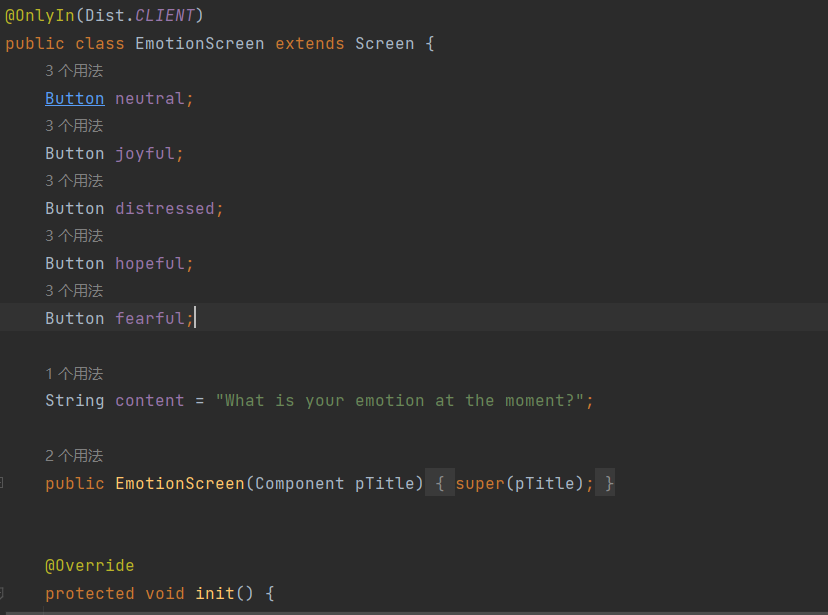 @OnlyIn(Dist.CLIENT)
public class EmotionScreen extends Screen {
3 个用法
Button neutral;
3 个用法
Button joyful;
3 个用法
Button distressed;
3 个用法
Button hopeful;
3 个用法
Button fearful;
1 个用法
String content = "What is your emotion at the moment?";
2 个用法
public EmotionScreen(Component pTitle) { super(pTitle); }
@Override
protected void init() {